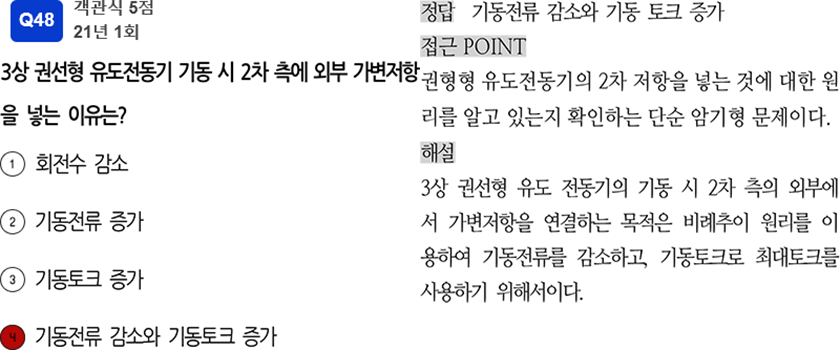 Q48
객관식 5점
21년 1회
3상 권선형 유도전동기 기동 시 2차 측에 외부 가변저항
을 넣는 이유는?
① 회전수 감소
② 기동전류 증가
③ 기동토크 증가
4 기동전류 감소와 기동토크 증가
정답 기동전류 감소와 기동 토크 증가
접근 POINT
권형형 유도전동기의 2차 저항을 넣는 것에 대한 원
리를 알고 있는지 확인하는 단순 암기형 문제이다.
해설
3상 권선형 유도 전동기의 기동 시 2차 측의 외부에
서 가변저항을 연결하는 목적은 비례추이 원리를 이
용하여 기동전류를 감소하고, 기동토크로 최대토크를
사용하기 위해서이다.